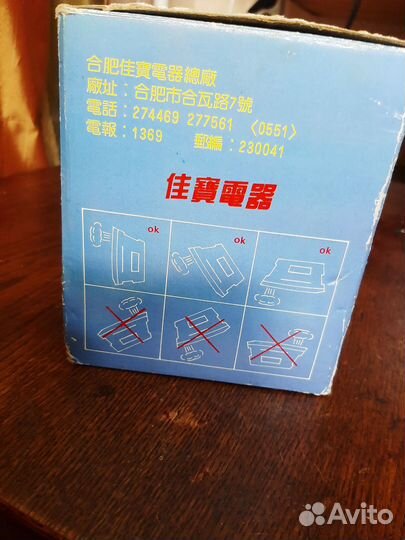 合肥佳寶電器總廠
廠址：合肥市合瓦路7號
電話：274469 277561 〈0551〉
電報：1369 郵編：230041
佳寶電器
ok ok ok
Avito